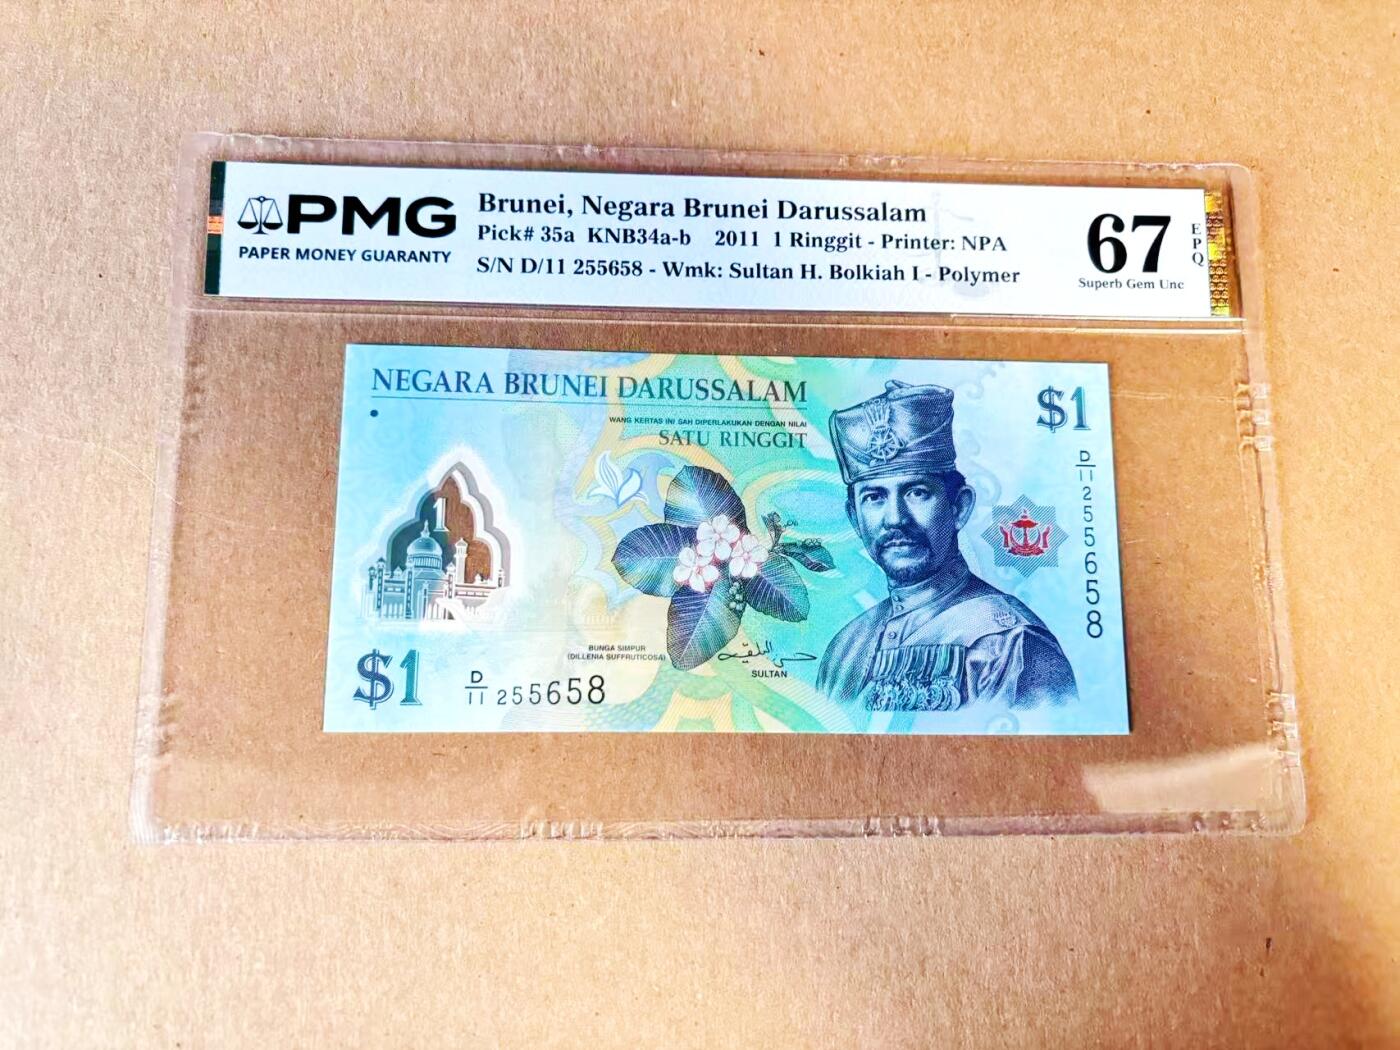 PMG
PAPER MONEY GUARANTY
Brunei, Negara Brunei Darussalam
Pick# 35a KNB34a-b 2011 1 Ringgit - Printer: NPA
S/N D/11 255658 - Wmk: Sultan H. Bolkiah I - Polymer
67
Superb Gem Unc
EPQ
NEGARA BRUNEI DARUSSALAM
WANG KERTAS INI SAH DIPERLAKUKAN DENGAN NILAI
SATU RINGGIT
$1
D/11 255658
1
BUNGA SIMPUR
(DILLENIA SUFFRUTICOSA)
SULTAN
$1
D/11 255658